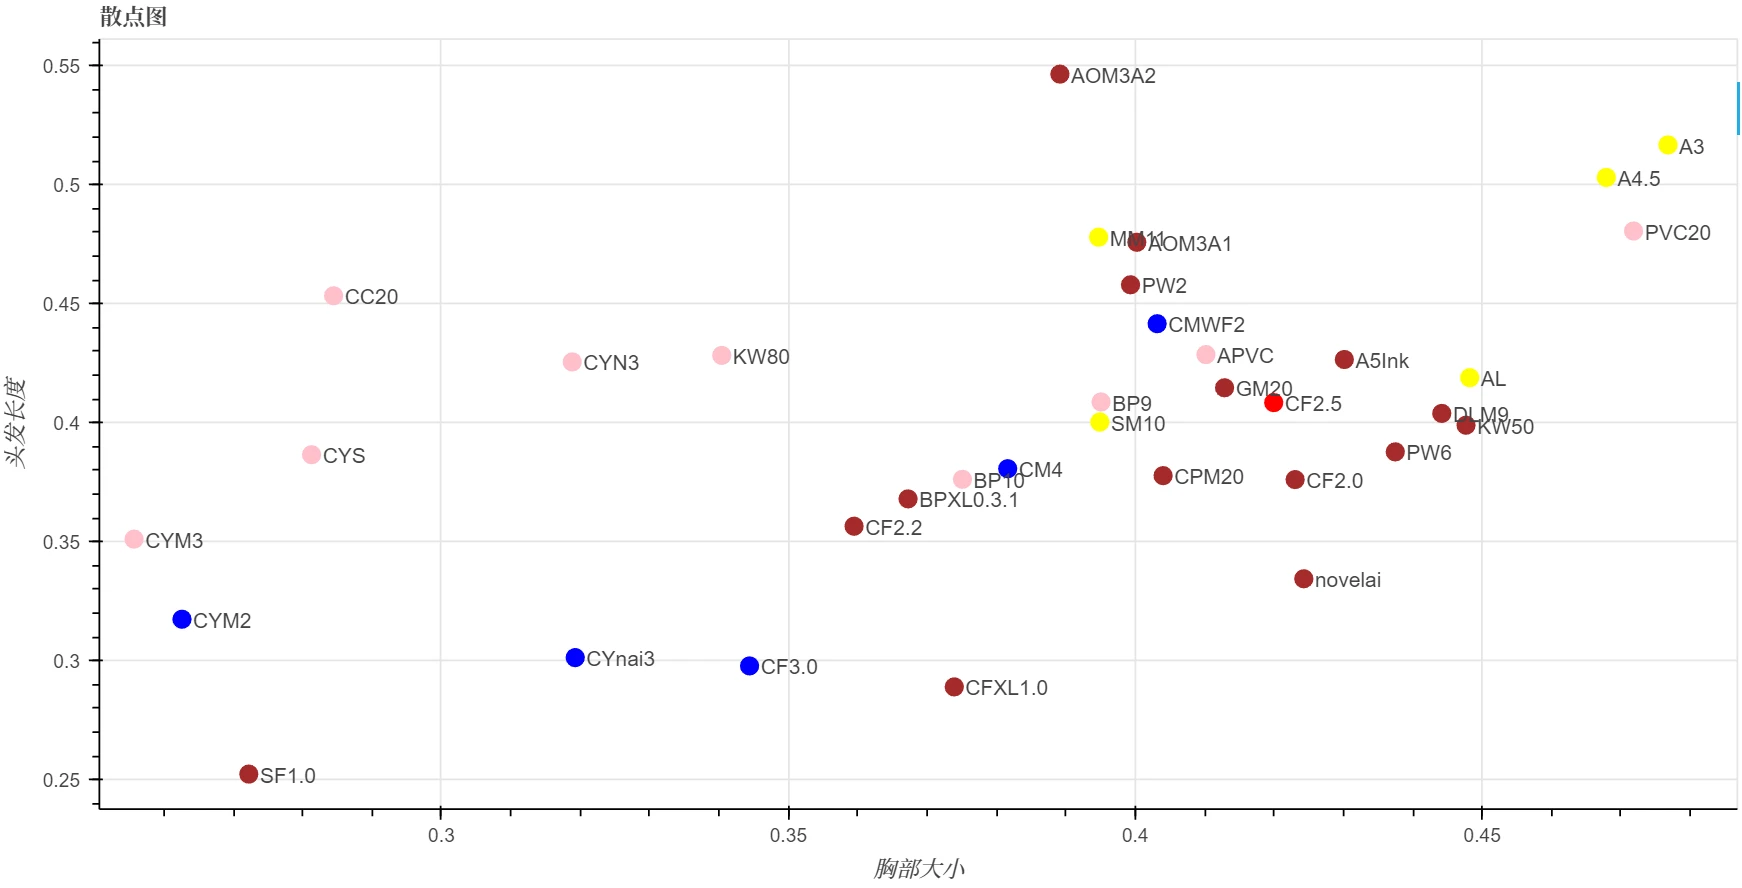 散点图
0.55
0.5
0.45
0.4
0.35
0.3
0.25
头发长度
AOM3A2
A3
A4.5
PVC20
MM11
AOM3A1
PW2
CC20
CMWF2
CYN3
KW80
APVC
A5Ink
AL
GM20
BP9
CF2.5
DLM9
SM10
KW50
CYS
PW6
CM4
BP10
CPM20
CF2.0
BPXL0.3.1
CF2.2
CYM3
novelai
CYM2
CYnai3
CF3.0
CFXL1.0
SF1.0
0.3
0.35
0.4
0.45
胸部大小